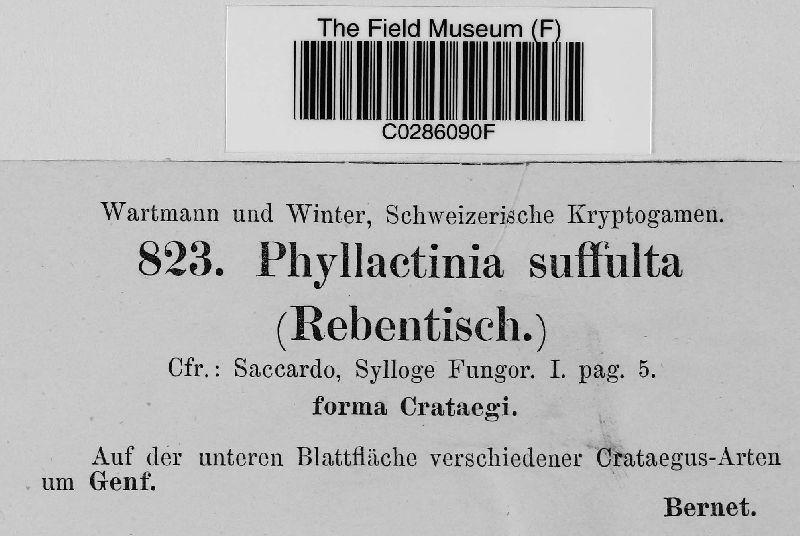 The Field Museum (F)
C0286090F
Wartmann und Winter, Schweizerische Kryptogamen.
823. Phyllactinia suffulta
(Rebentisch.)
Cfr.: Saccardo, Sylloge Fungor. I. pag. 5.
forma Crataegi.
Auf der unteren Blattfläche verschiedener Crataegus-Arten
um Genf.
Bernet.